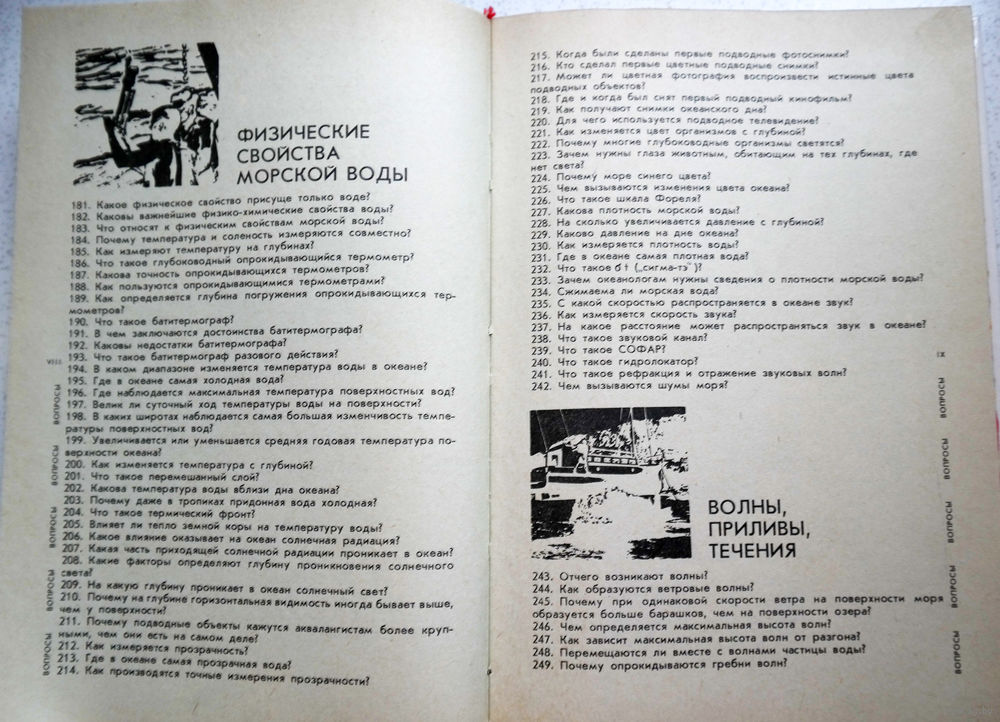 ФИЗИЧЕСКИЕ
СВОЙСТВА
МОРСКОЙ ВОДЫ
181. Какое физическое свойство присуще только воде?
182. Каковы важнейшие физико-химические свойства воды?
183. Что относят к физическим свойствам морской воды?
184. Почему температура и соленость измеряются совместно?
185. Как измеряют температуру на глубинах?
186. Что такое глубоководный опрокидывающийся термометр?
187. Какова точность опрокидывающихся термометров?
188. Как пользуются опрокидывающимися термометрами?
189. Как определяется глубина погружения опрокидывающихся тер-
мометров?
190. Что такое батитермограф?
191. В чем заключаются достоинства батитермографа?
192. Каковы недостатки батитермографа?
193. Что такое батитермограф разового действия?
194. В каком диапазоне изменяется температура воды в океане?
195. Где в океане самая холодная вода?
196. Где наблюдается максимальная температура поверхностных вод?
197. Велик ли суточный ход температуры воды на поверхности?
198. В каких широтах наблюдается самая большая изменчивость темпе-
ратуры поверхностных вод?
199. Увеличивается или уменьшается средняя годовая температура по-
верхности океана?
200. Как изменяется температура с глубиной?
201. Что такое перемешанный слой?
202. Какова температура воды вблизи дна океана?
203. Почему даже в тропиках придонная вода холодная?
204. Что такое термический фронт?
205. Влияет ли тепло земной коры на температуру воды?
206. Какое влияние оказывает на океан солнечная радиация?
207. Какая часть приходящей солнечной радиации проникает в океан?
208. Какие факторы определяют глубину проникновения солнечного
света?
209. На какую глубину проникает в океан солнечный свет?
210. Почему на глубине горизонтальная видимость иногда бывает выше,
чем у поверхности?
211. Почему подводные объекты кажутся аквалангистам более круп-
ными, чем они есть на самом деле?
212. Как измеряется прозрачность?
213. Где в океане самая прозрачная вода?
214. Как производятся точные измерения прозрачности?
VIII
ВОПРОСЫ
ВОПРОСЫ
ВОПРОСЫ
ВОПРОСЫ
ВОПРОСЫ
215. Когда были сделаны первые подводные фотоснимки?
216. Кто сделал первые цветные подводные снимки?
217. Может ли цветная фотография воспроизвести истинные цвета
подводных объектов?
218. Где и когда был снят первый подводный кинофильм?
219. Как получают снимки океанского дна?
220. Для чего используется подводное телевидение?
221. Как изменяется цвет организмов с глубиной?
222. Почему многие глубоководные организмы светятся?
223. Зачем нужны глаза животным, обитающим на тех глубинах, где
нет света?
224. Почему море синего цвета?
225. Чем вызываются изменения цвета океана?
226. Что такое шкала Фореля?
227. Какова плотность морской воды?
228. На сколько увеличивается давление с глубиной?
229. Каково давление на дне океана?
230. Как измеряется плотность воды?
231. Где в океане самая плотная вода?
232. Что такое б t („сигма-тэ")?
233. Зачем океанологам нужны сведения о плотности морской воды?
234. Сжимаема ли морская вода?
235. С какой скоростью распространяется в океане звук?
236. Как измеряется скорость звука?
237. На какое расстояние может распространяться звук в океане?
238. Что такое звуковой канал?
239. Что такое СОФАР?
240. Что такое гидролокатор?
241. Что такое рефракция и отражение звуковых волн?
242. Чем вызываются шумы моря?
ВОЛНЫ,
ПРИЛИВЫ,
ТЕЧЕНИЯ
243. Отчего возникают волны?
244. Как образуются ветровые волны?
245. Почему при одинаковой скорости ветра на поверхности моря
образуется больше барашков, чем на поверхности озера?
246. Чем определяется максимальная высота волн?
247. Как зависит максимальная высота волн от разгона?
248. Перемещаются ли вместе с волнами частицы воды?
249. Почему опрокидываются гребни волн?
IX
ВОПРОСЫ
ВОПРОСЫ
ВОПРОСЫ
ВОПРОСЫ
ВОПРОСЫ